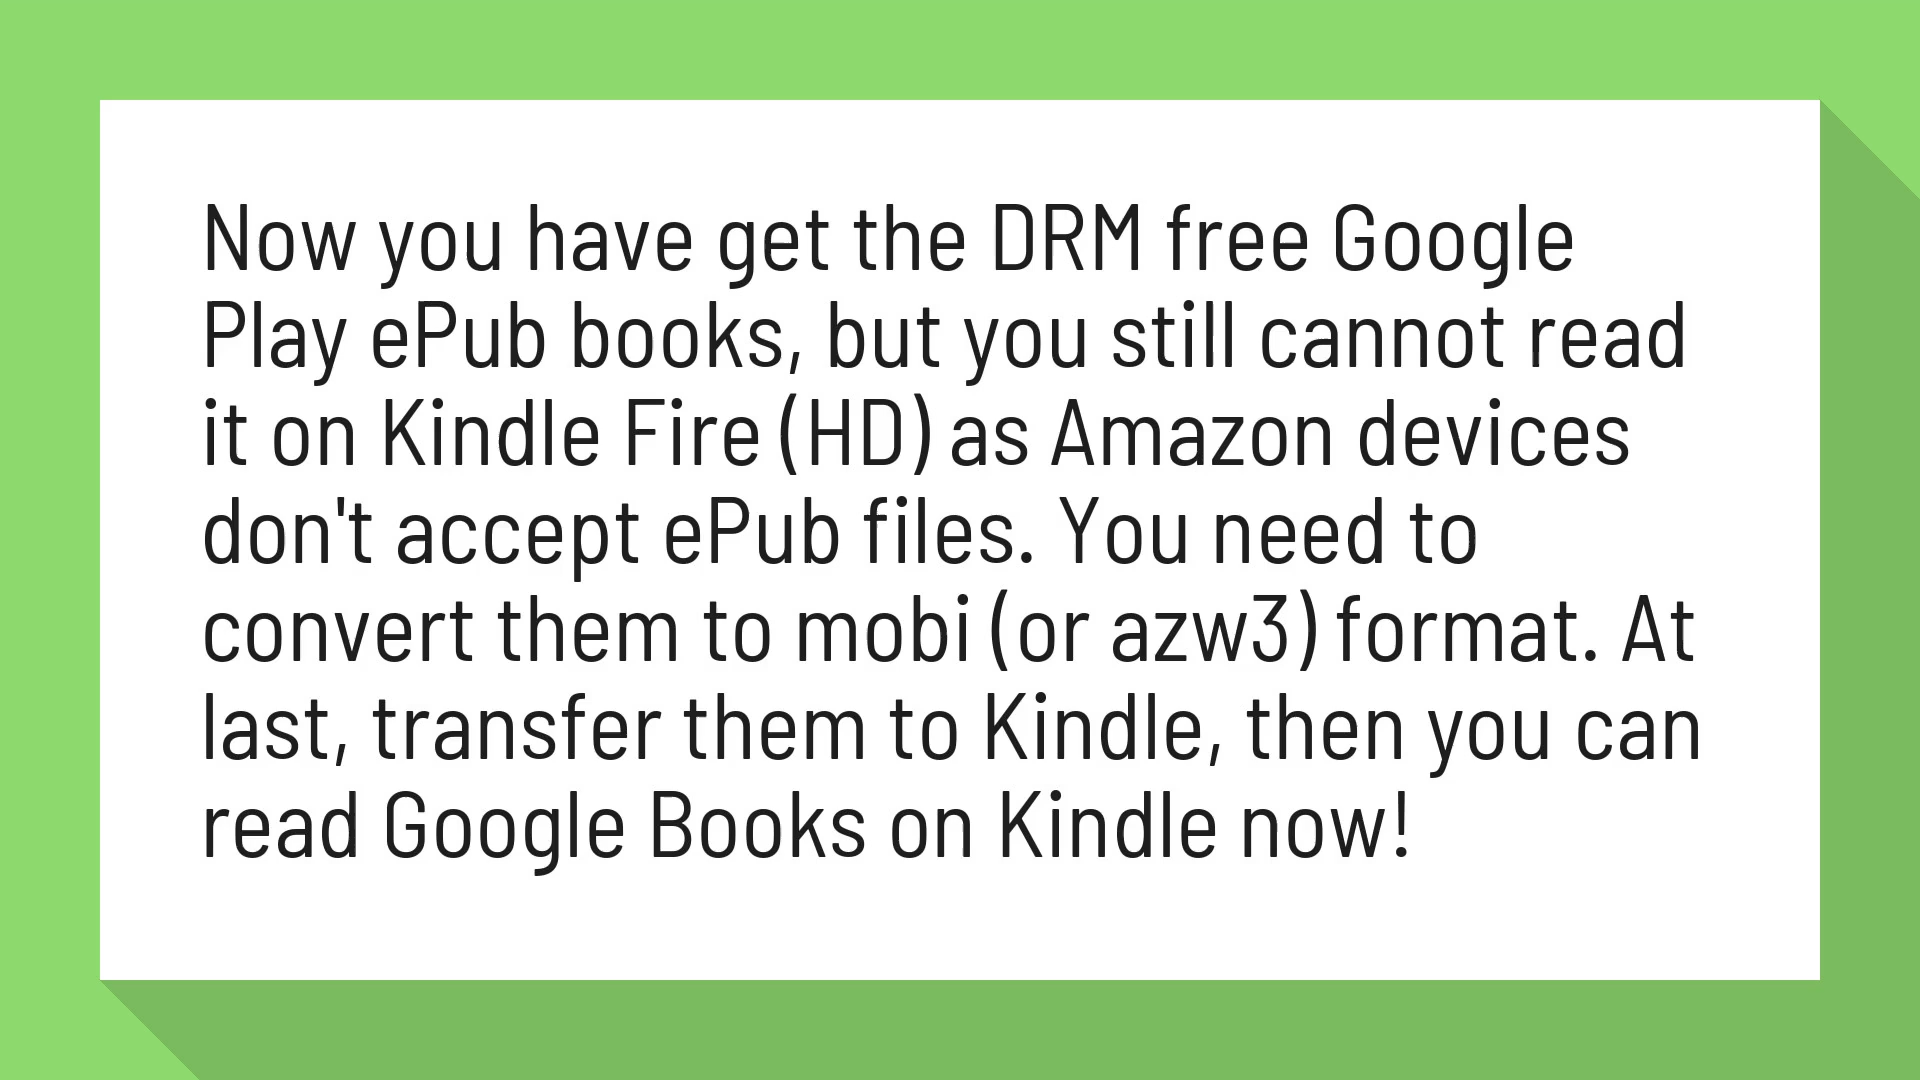 Now you have get the DRM free Google
Play ePub books, but you still cannot read
it on Kindle Fire (HD) as Amazon devices
don't accept ePub files. You need to
convert them to mobi (or azw3) format. At
last, transfer them to Kindle, then you can
read Google Books on Kindle now!